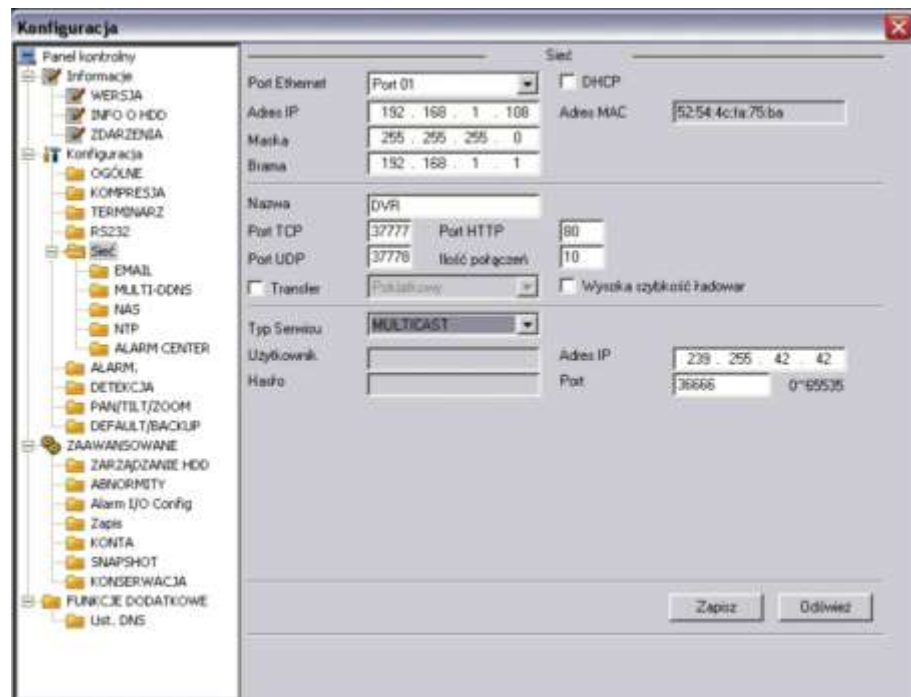 Konfiguracja
Panel kontrolny
Informacje
WERSJA
INFO O HDD
ZDARZENIA
Konfiguracja
OGÓLNE
KOMPRESJA
TERMINARZ
RS232
Sieć
EMAIL
MULTI-DDNS
NAS
NTP
ALARM CENTER
ALARM.
DETEKCJA
PAN/TILT/ZOOM
DEFAULT/BACKUP
ZAAWANSOWANE
ZARZĄDZANIE HDD
ABNORMITY
Alarm I/O Config
Zapis
KONTA
SNAPSHOT
KONSERWACJA
FUNKCJE DODATKOWE
Ust. DNS
Sieć
Port Ethernet Port 01 DHCP
Adres IP 192 . 168 . 1 . 108 Adres MAC 52:54:4c:fa:75:ba
Maska 255 . 255 . 255 . 0
Brama 192 . 168 . 1 . 1
Nazwa DVR
Port TCP 37777 Port HTTP 80
Port UDP 37778 Ilość połączeń 10
Transfer Wysoka szybkość ładowar
Typ Serwisu MULTICAST
Użytkownik Adres IP 239 . 255 . 42 . 42
Hasło Port 36666 0~65535
Zapisz Odśwież